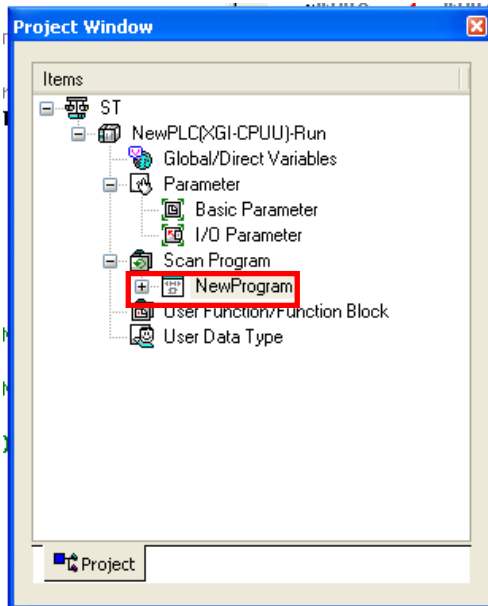 Project Window
Items
ST
NewPLC(XGI-CPUU)-Run
Global/Direct Variables
Parameter
Basic Parameter
I/O Parameter
Scan Program
NewProgram
User Function/Function Block
User Data Type
Project